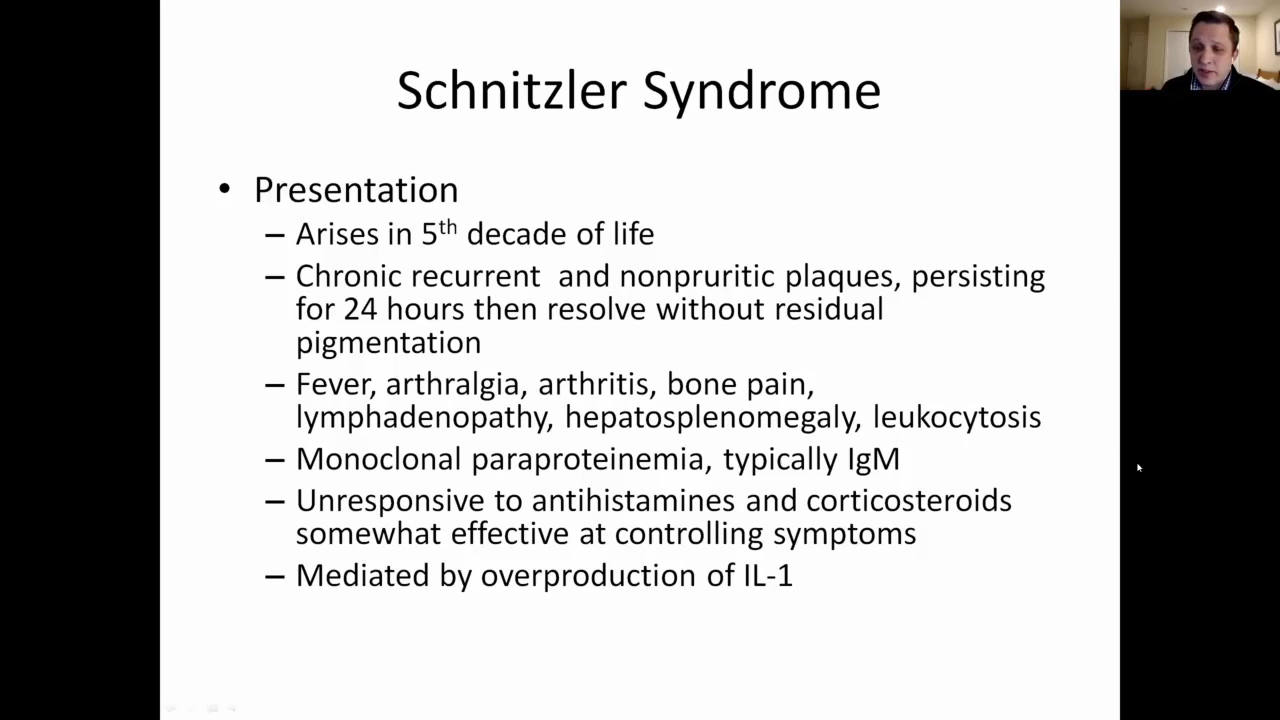 Schnitzler Syndrome
• Presentation
– Arises in 5th decade of life
– Chronic recurrent and nonpruritic plaques, persisting
for 24 hours then resolve without residual
pigmentation
– Fever, arthralgia, arthritis, bone pain,
lymphadenopathy, hepatosplenomegaly, leukocytosis
– Monoclonal paraproteinemia, typically IgM
– Unresponsive to antihistamines and corticosteroids
somewhat effective at controlling symptoms
– Mediated by overproduction of IL-1